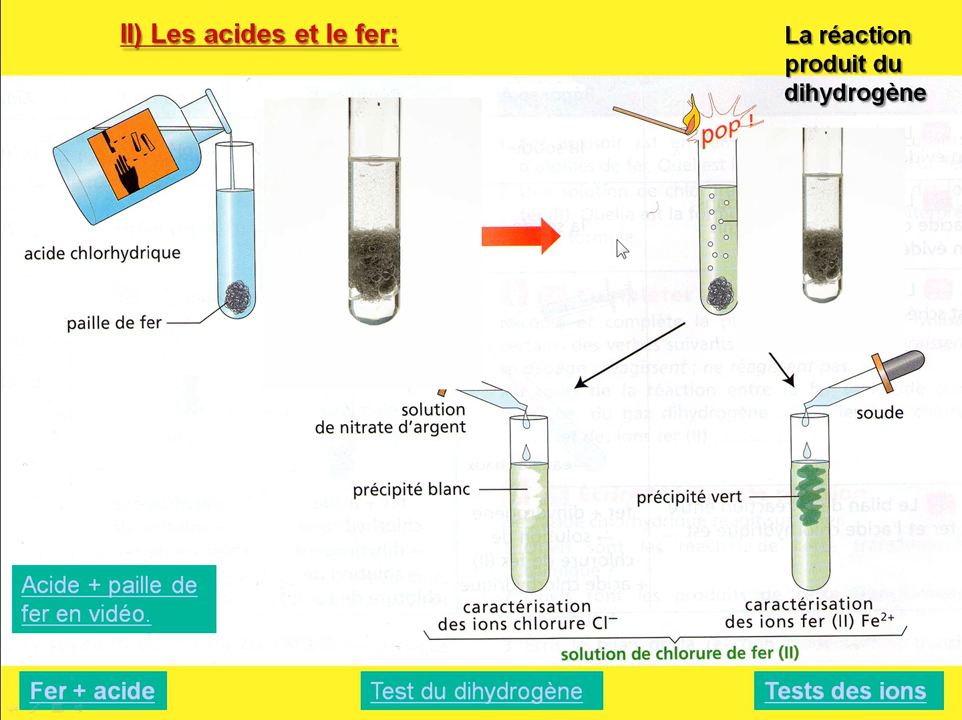 II) Les acides et le fer:
La réaction
produit du
dihydrogène
pop !
acide chlorhydrique
paille de fer
solution
de nitrate d'argent
soude
précipité blanc
précipité vert
caractérisation
des ions chlorure Cl⁻
caractérisation
des ions fer (II) Fe²⁺
solution de chlorure de fer (II)
Acide + paille de
fer en vidéo.
Fer + acide
Test du dihydrogène
Tests des ions